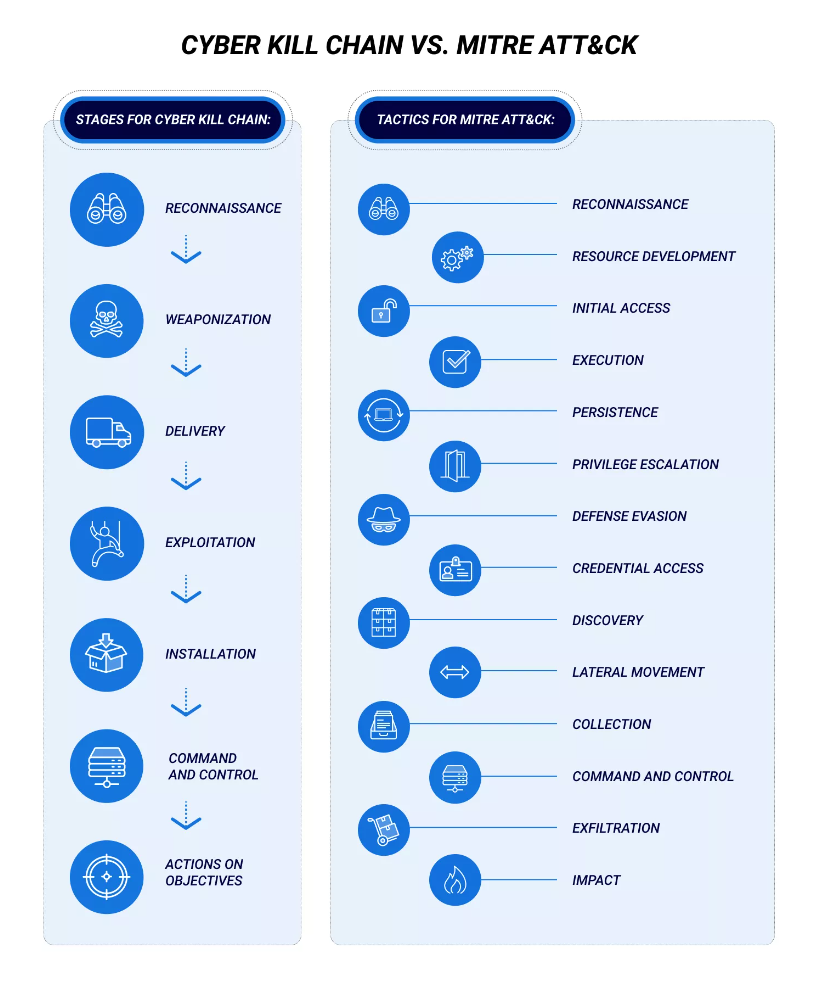 CYBER KILL CHAIN VS. MITRE ATT&CK
STAGES FOR CYBER KILL CHAIN:
RECONNAISSANCE
WEAPONIZATION
DELIVERY
EXPLOITATION
INSTALLATION
COMMAND
AND CONTROL
ACTIONS ON
OBJECTIVES
TACTICS FOR MITRE ATT&CK:
RECONNAISSANCE
RESOURCE DEVELOPMENT
INITIAL ACCESS
EXECUTION
PERSISTENCE
PRIVILEGE ESCALATION
DEFENSE EVASION
CREDENTIAL ACCESS
DISCOVERY
LATERAL MOVEMENT
COLLECTION
COMMAND AND CONTROL
EXFILTRATION
IMPACT